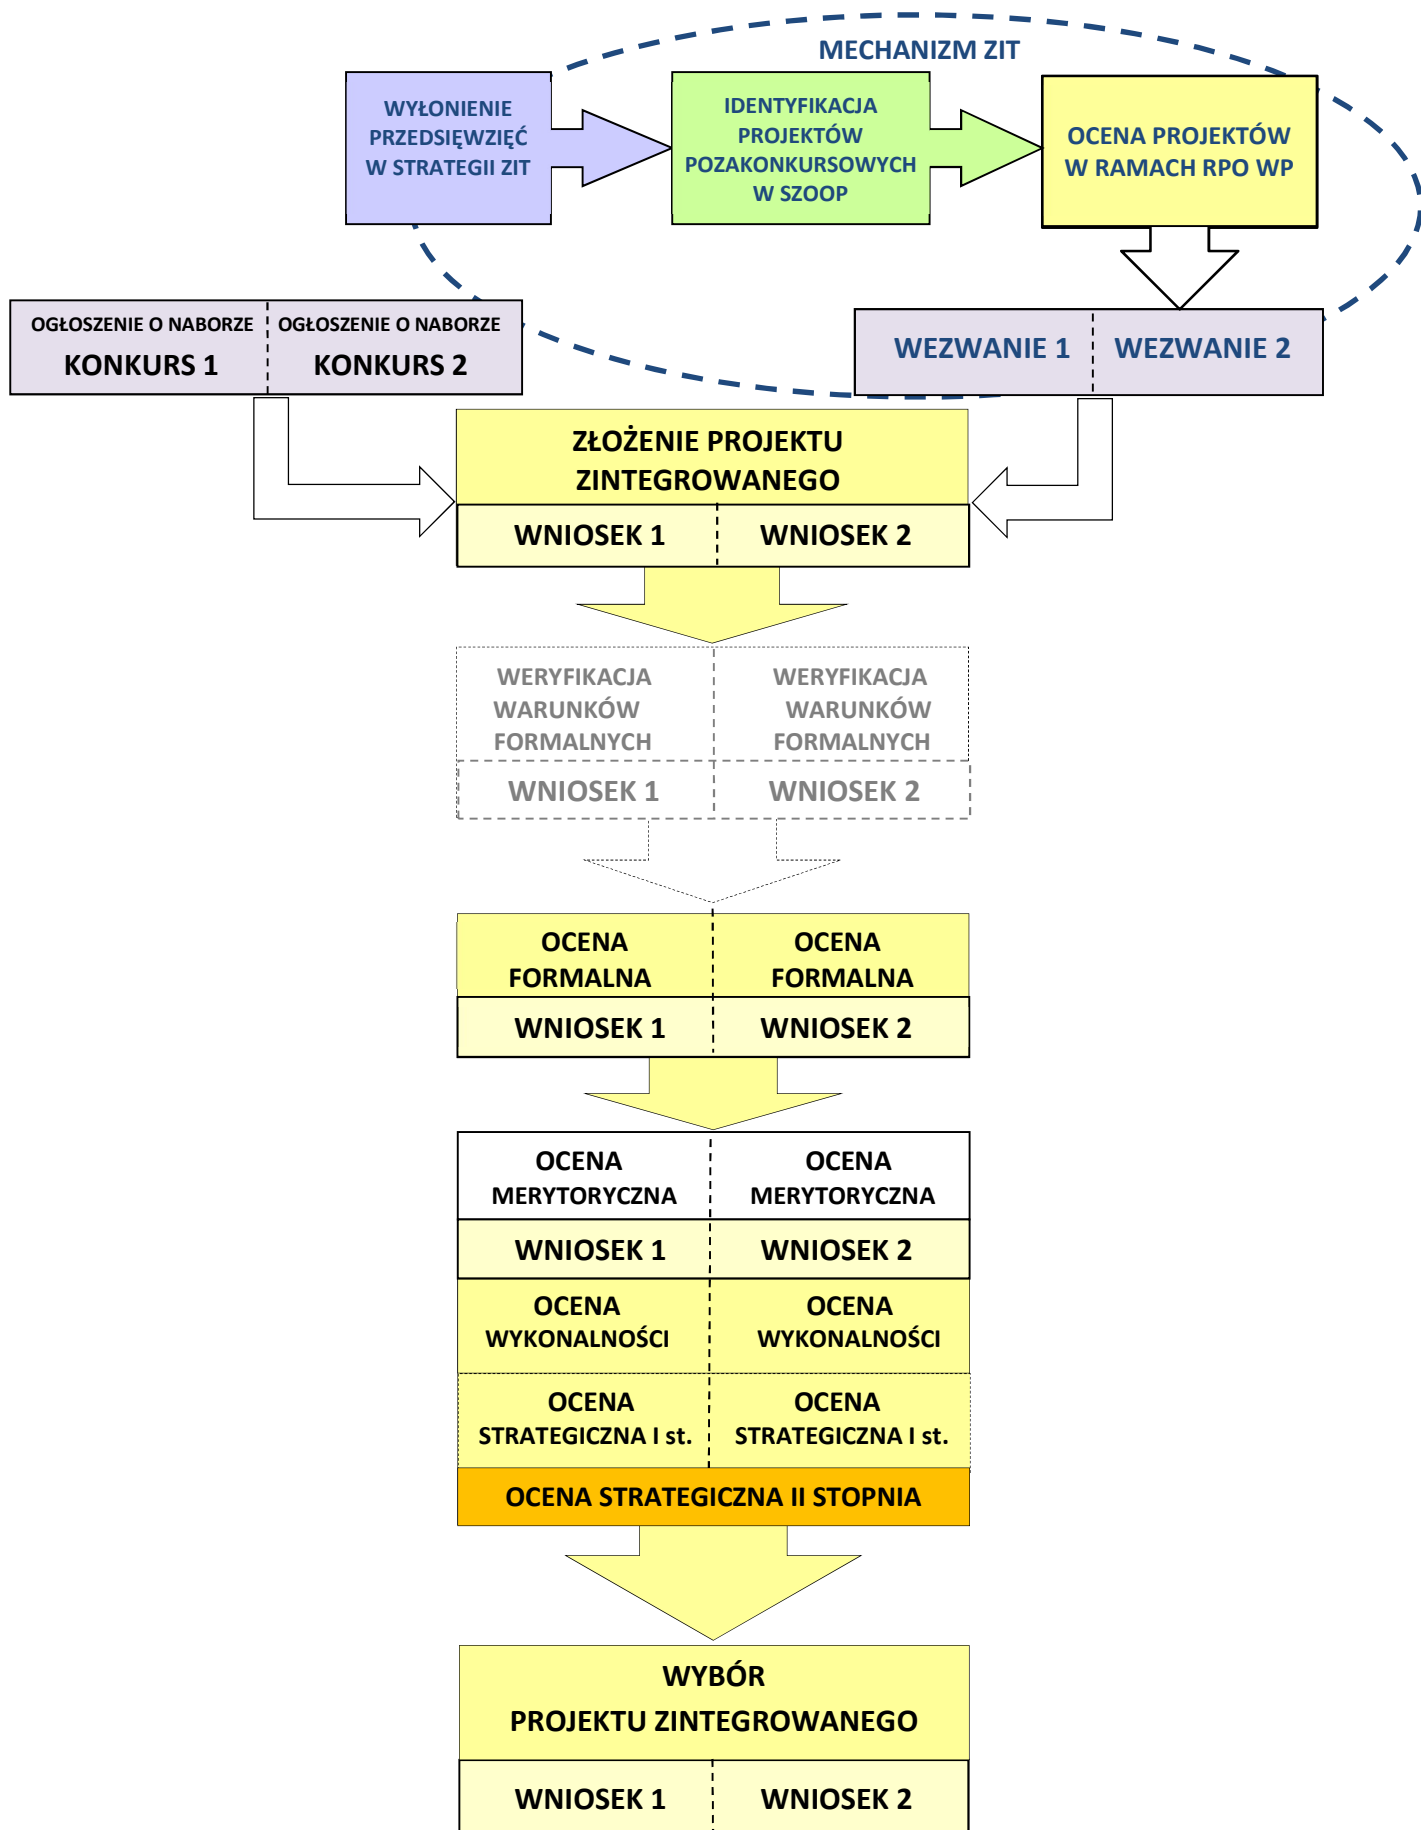 MECHANIZM ZIT
WYŁONIENIE
PRZEDSIĘWZIĘĆ
W STRATEGII ZIT
IDENTYFIKACJA
PROJEKTÓW
POZAKONKURSOWYCH
W SZOOP
OCENA PROJEKTÓW
W RAMACH RPO WP
OGŁOSZENIE O NABORZE
KONKURS 1
OGŁOSZENIE O NABORZE
KONKURS 2
WEZWANIE 1
WEZWANIE 2
ZŁOŻENIE PROJEKTU
ZINTEGROWANEGO
WNIOSEK 1
WNIOSEK 2
WERYFIKACJA
WARUNKÓW
FORMALNYCH
WERYFIKACJA
WARUNKÓW
FORMALNYCH
WNIOSEK 1
WNIOSEK 2
OCENA
FORMALNA
OCENA
FORMALNA
WNIOSEK 1
WNIOSEK 2
OCENA
MERYTORYCZNA
OCENA
MERYTORYCZNA
WNIOSEK 1
WNIOSEK 2
OCENA
WYKONALNOŚCI
OCENA
WYKONALNOŚCI
OCENA
STRATEGICZNA I st.
OCENA
STRATEGICZNA I st.
OCENA STRATEGICZNA II STOPNIA
WYBÓR
PROJEKTU ZINTEGROWANEGO
WNIOSEK 1
WNIOSEK 2